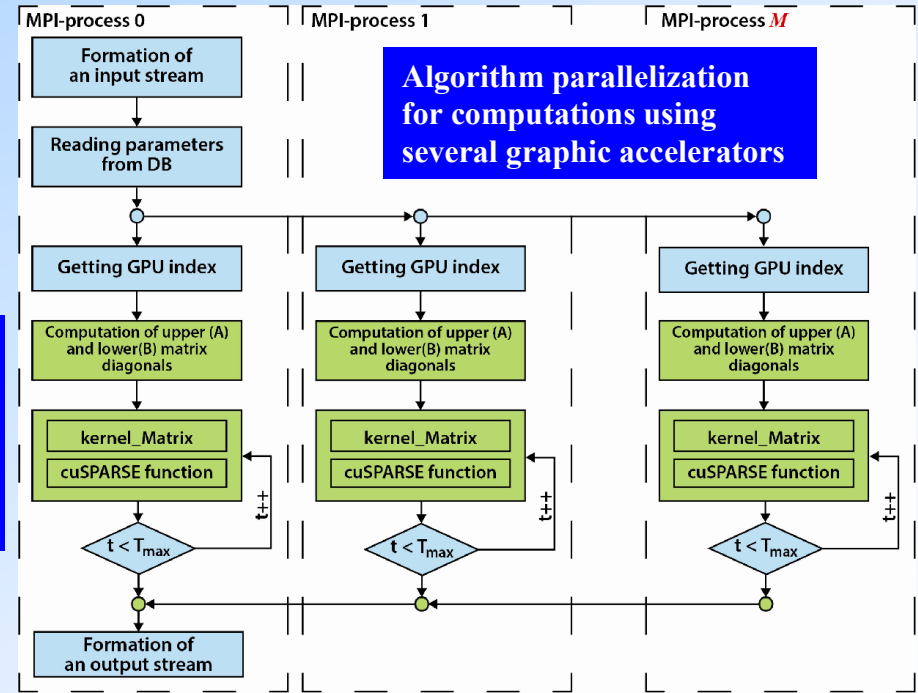 MPI-process 0
Formation of
an input stream
Reading parameters
from DB
Getting GPU index
Computation of upper (A)
and lower(B) matrix
diagonals
kernel_Matrix
cuSPARSE function
t++
t < Tmax
Formation of
an output stream
MPI-process 1
Getting GPU index
Computation of upper (A)
and lower(B) matrix
diagonals
kernel_Matrix
cuSPARSE function
t++
t < Tmax
MPI-process M
Algorithm parallelization
for computations using
several graphic accelerators
Getting GPU index
Computation of upper (A)
and lower(B) matrix
diagonals
kernel_Matrix
cuSPARSE function
t++
t < Tmax